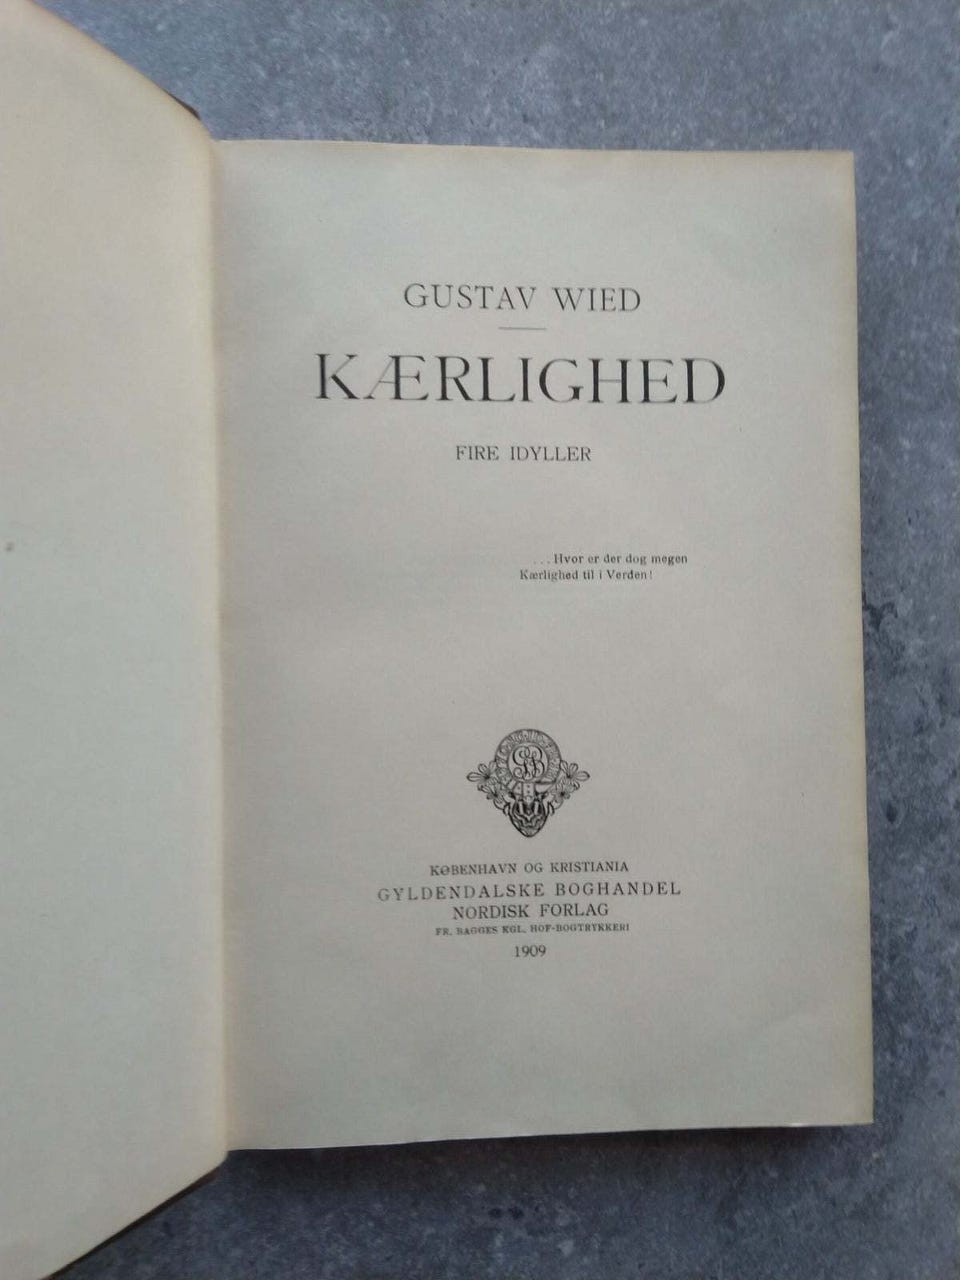 GUSTAV WIED
KÆRLIGHED
FIRE IDYLLER
... Hvor er der dog megen
Kærlighed til i Verden!
GB
KØBENHAVN OG KRISTIANIA
GYLDENDALSKE BOGHANDEL
NORDISK FORLAG
FR. BAGGES KGL. HOF-BOGTRYKKERI
1909